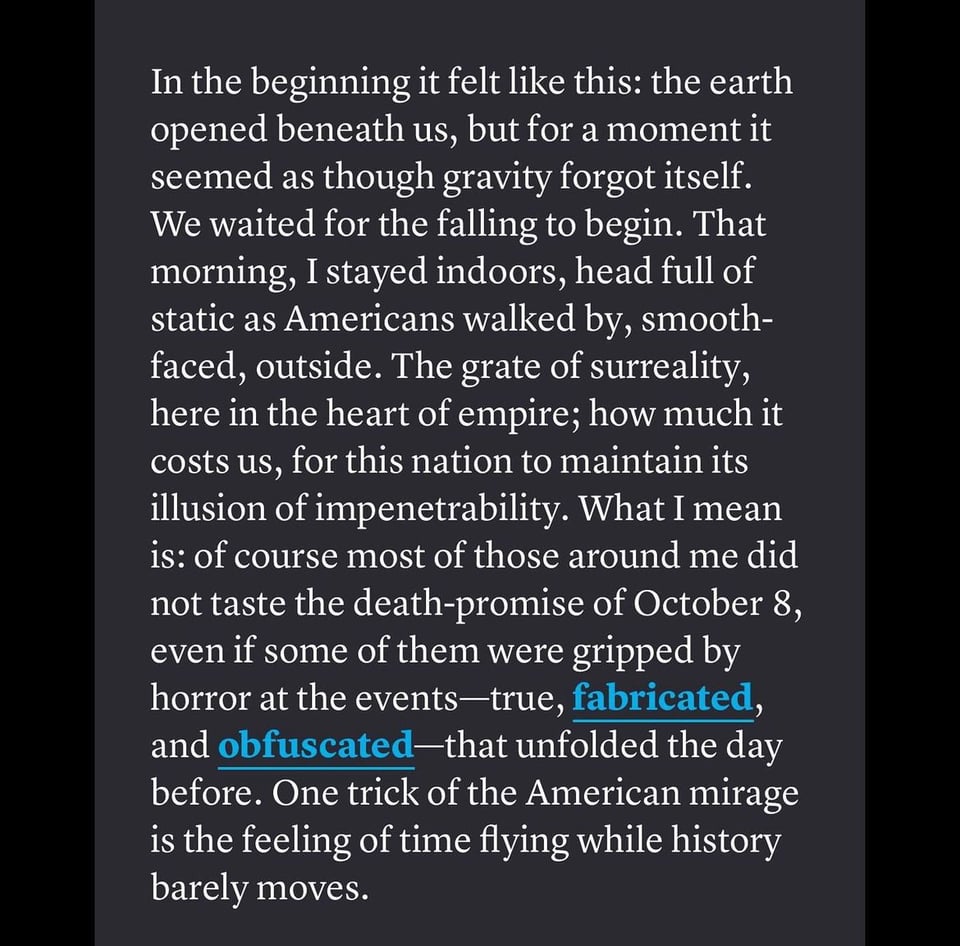 In the beginning it felt like this: the earth
opened beneath us, but for a moment it
seemed as though gravity forgot itself.
We waited for the falling to begin. That
morning, I stayed indoors, head full of
static as Americans walked by, smooth-
faced, outside. The grate of surreality,
here in the heart of empire; how much it
costs us, for this nation to maintain its
illusion of impenetrability. What I mean
is: of course most of those around me did
not taste the death-promise of October 8,
even if some of them were gripped by
horror at the events—true, fabricated,
and obfuscated—that unfolded the day
before. One trick of the American mirage
is the feeling of time flying while history
barely moves.